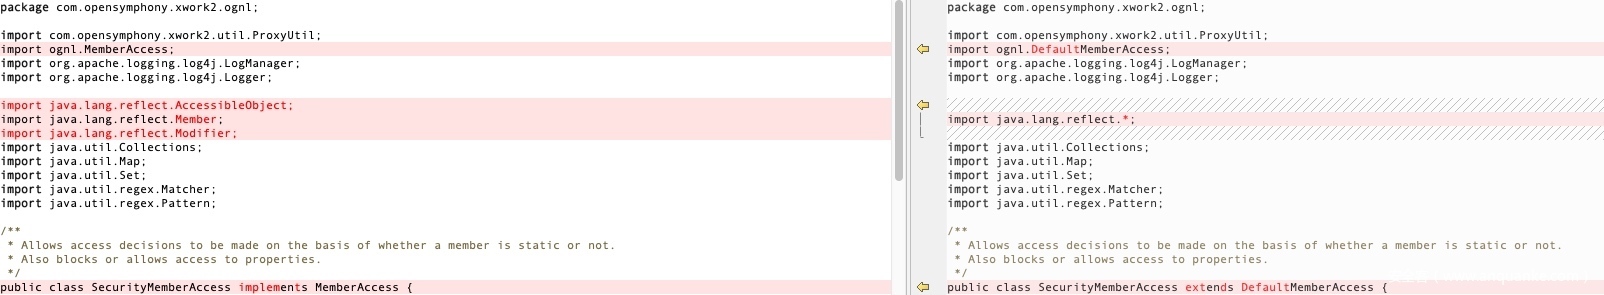 package com.opensymphony.xwork2.ognl;
import com.opensymphony.xwork2.util.ProxyUtil;
import ognl.MemberAccess;
import org.apache.logging.log4j.LogManager;
import org.apache.logging.log4j.Logger;
import java.lang.reflect.AccessibleObject;
import java.lang.reflect.Member;
import java.lang.reflect.Modifier;
import java.util.Collections;
import java.util.Map;
import java.util.Set;
import java.util.regex.Matcher;
import java.util.regex.Pattern;
/**
 * Allows access decisions to be made on the basis of whether a member is static or not.
 * Also blocks or allows access to properties.
 */
public class SecurityMemberAccess implements MemberAccess {
package com.opensymphony.xwork2.ognl;
import com.opensymphony.xwork2.util.ProxyUtil;
import ognl.DefaultMemberAccess;
import org.apache.logging.log4j.LogManager;
import org.apache.logging.log4j.Logger;
import java.lang.reflect.*;
import java.util.Collections;
import java.util.Map;
import java.util.Set;
import java.util.regex.Matcher;
import java.util.regex.Pattern;
/**
 * Allows access decisions to be made on the basis of whether a member is static or not.
 * Also blocks or allows access to properties.
 */
public class SecurityMemberAccess extends DefaultMemberAccess {